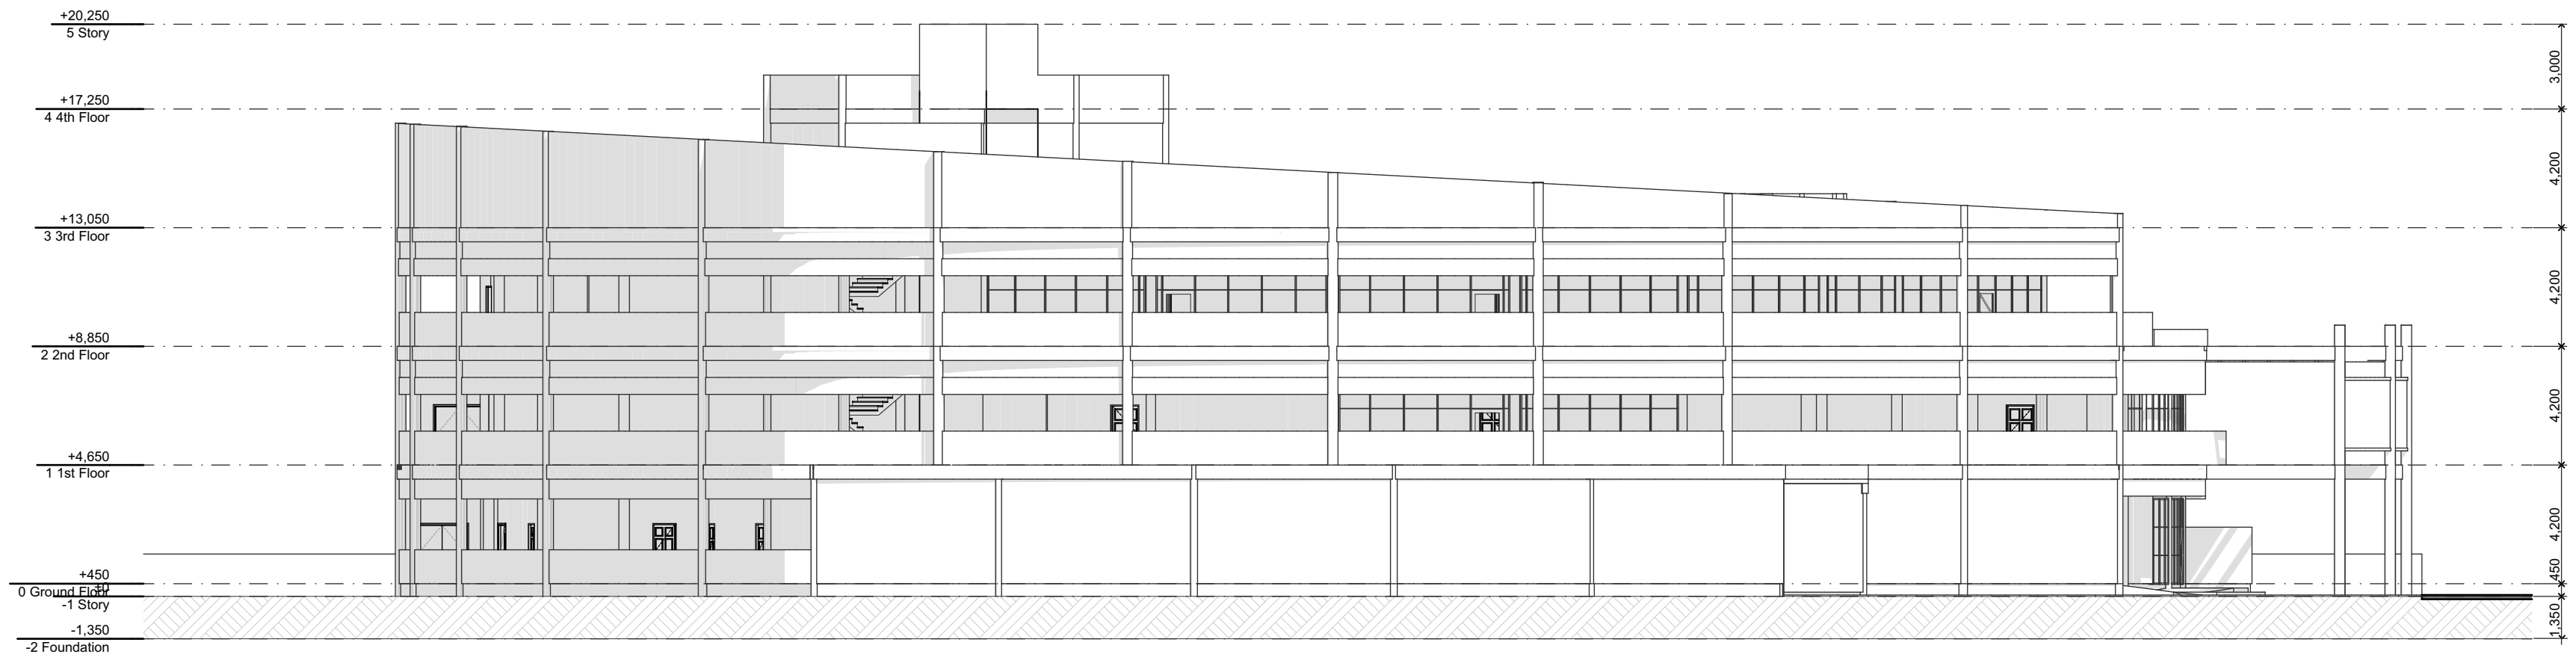 +20,250
5 Story
+17,250
4 4th Floor
+13,050
3 3rd Floor
+8,850
2 2nd Floor
+4,650
1 1st Floor
+450
0 Ground Floor
±0
-1 Story
-1,350
-2 Foundation
3,000
4,200
4,200
4,200
4,200
450
1,350